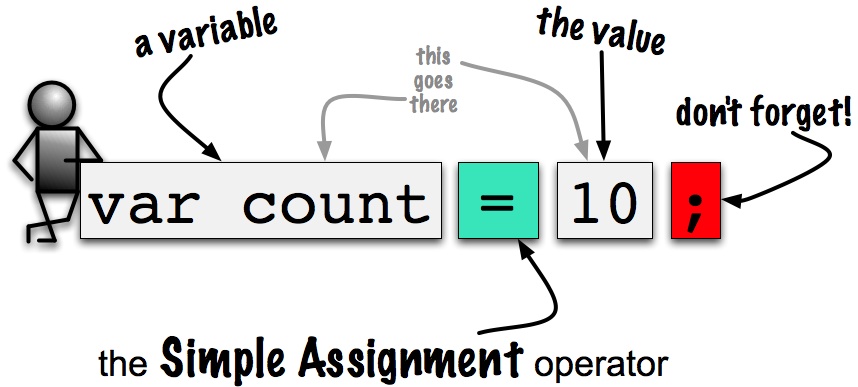 a variable
this
goes
there
the value
don't forget!
var count = 10 ;
the Simple Assignment operator